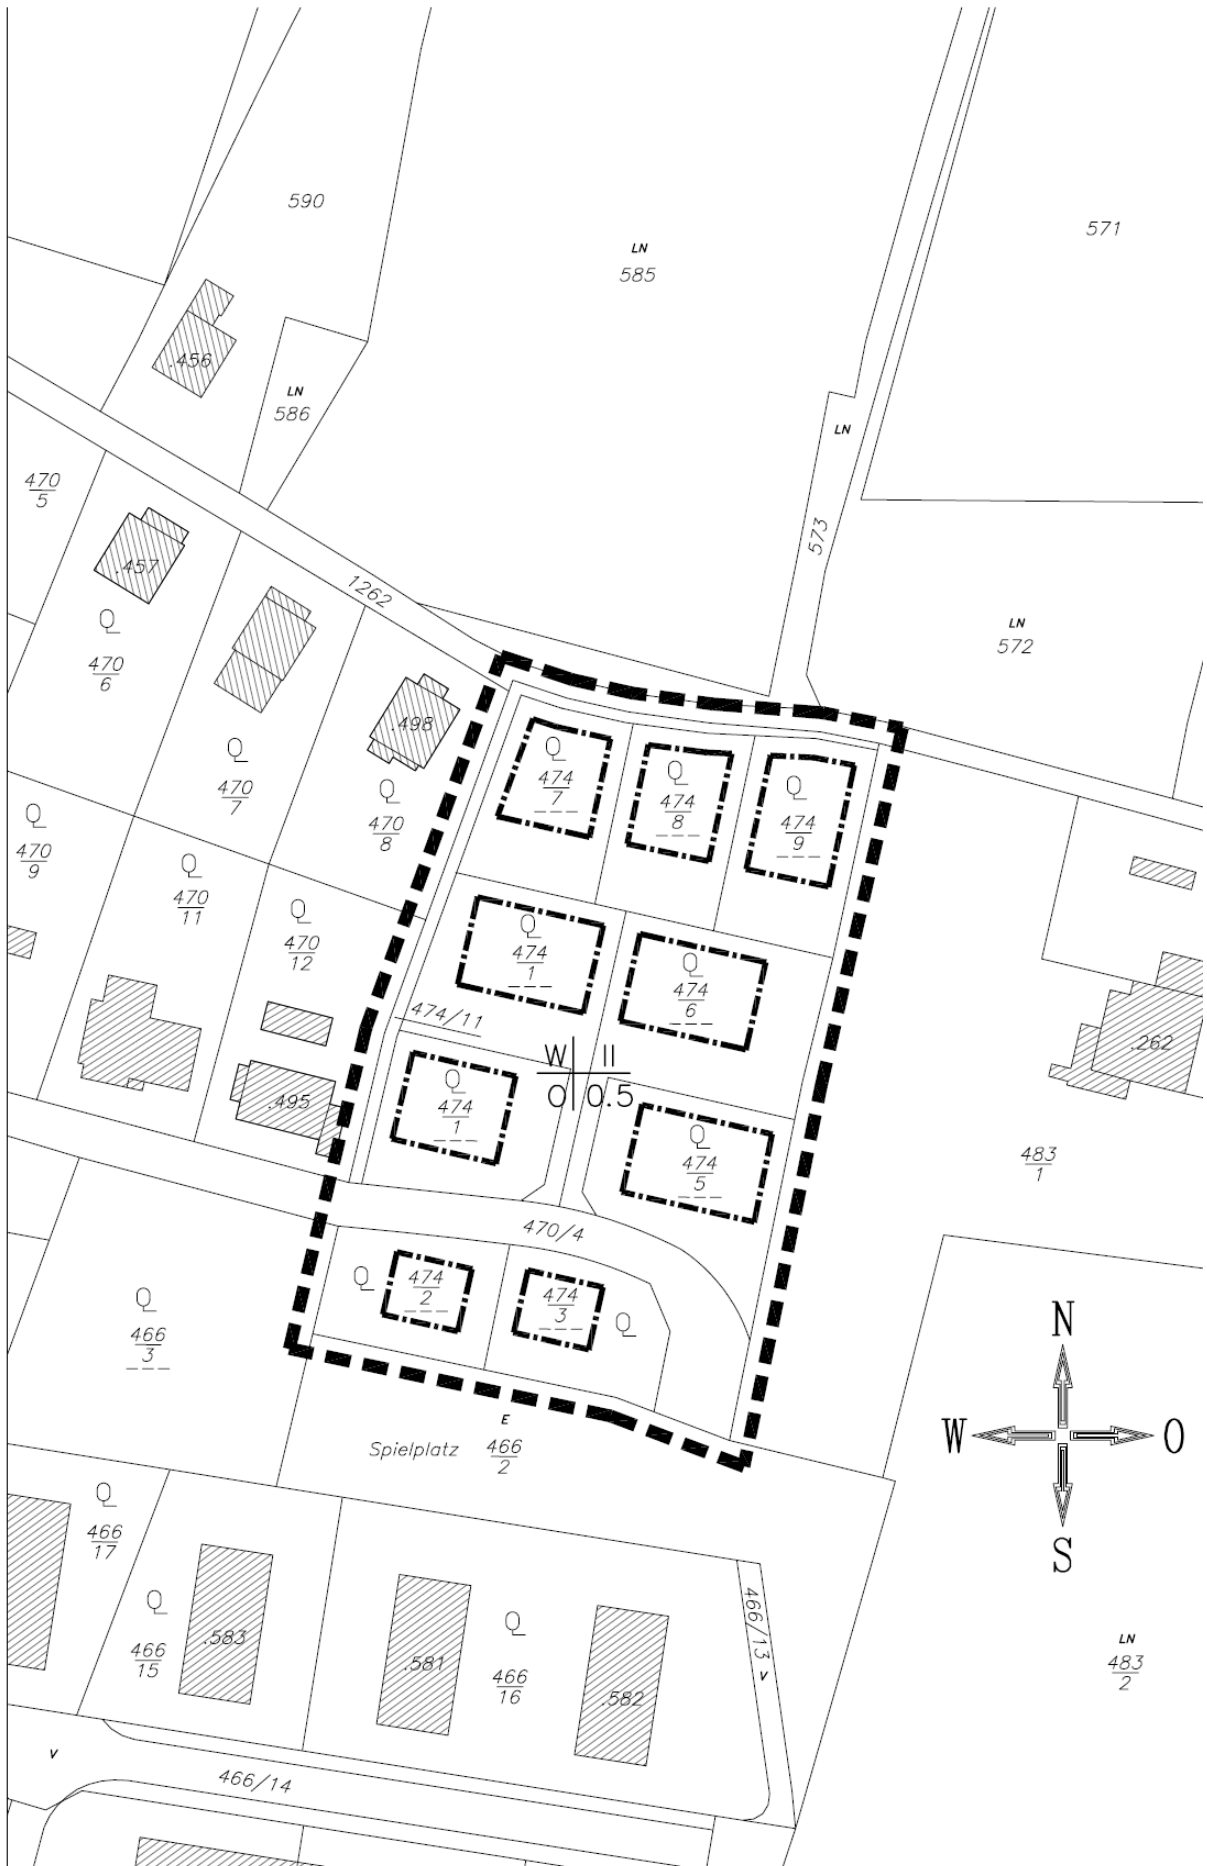 590
LN
585
571
.456
LN
586
LN
470
5
573
.457
1262
Q
470
6
LN
572
.498
Q
470
7
Q
470
8
Q
474
7
Q
474
8
Q
474
9
Q
470
9
Q
470
11
Q
470
12
Q
474
1
Q
474
6
474/11
W II
O 0.5
.262
.495
Q
474
1
Q
474
5
483
1
470/4
Q
474
2
474
3
Q
Q
466
3
N
W O
S
E
Spielplatz 466
2
Q
466
17
Q
466
15
.583
.581
Q
466
16
.582
466/13 V
LN
483
2
V
466/14